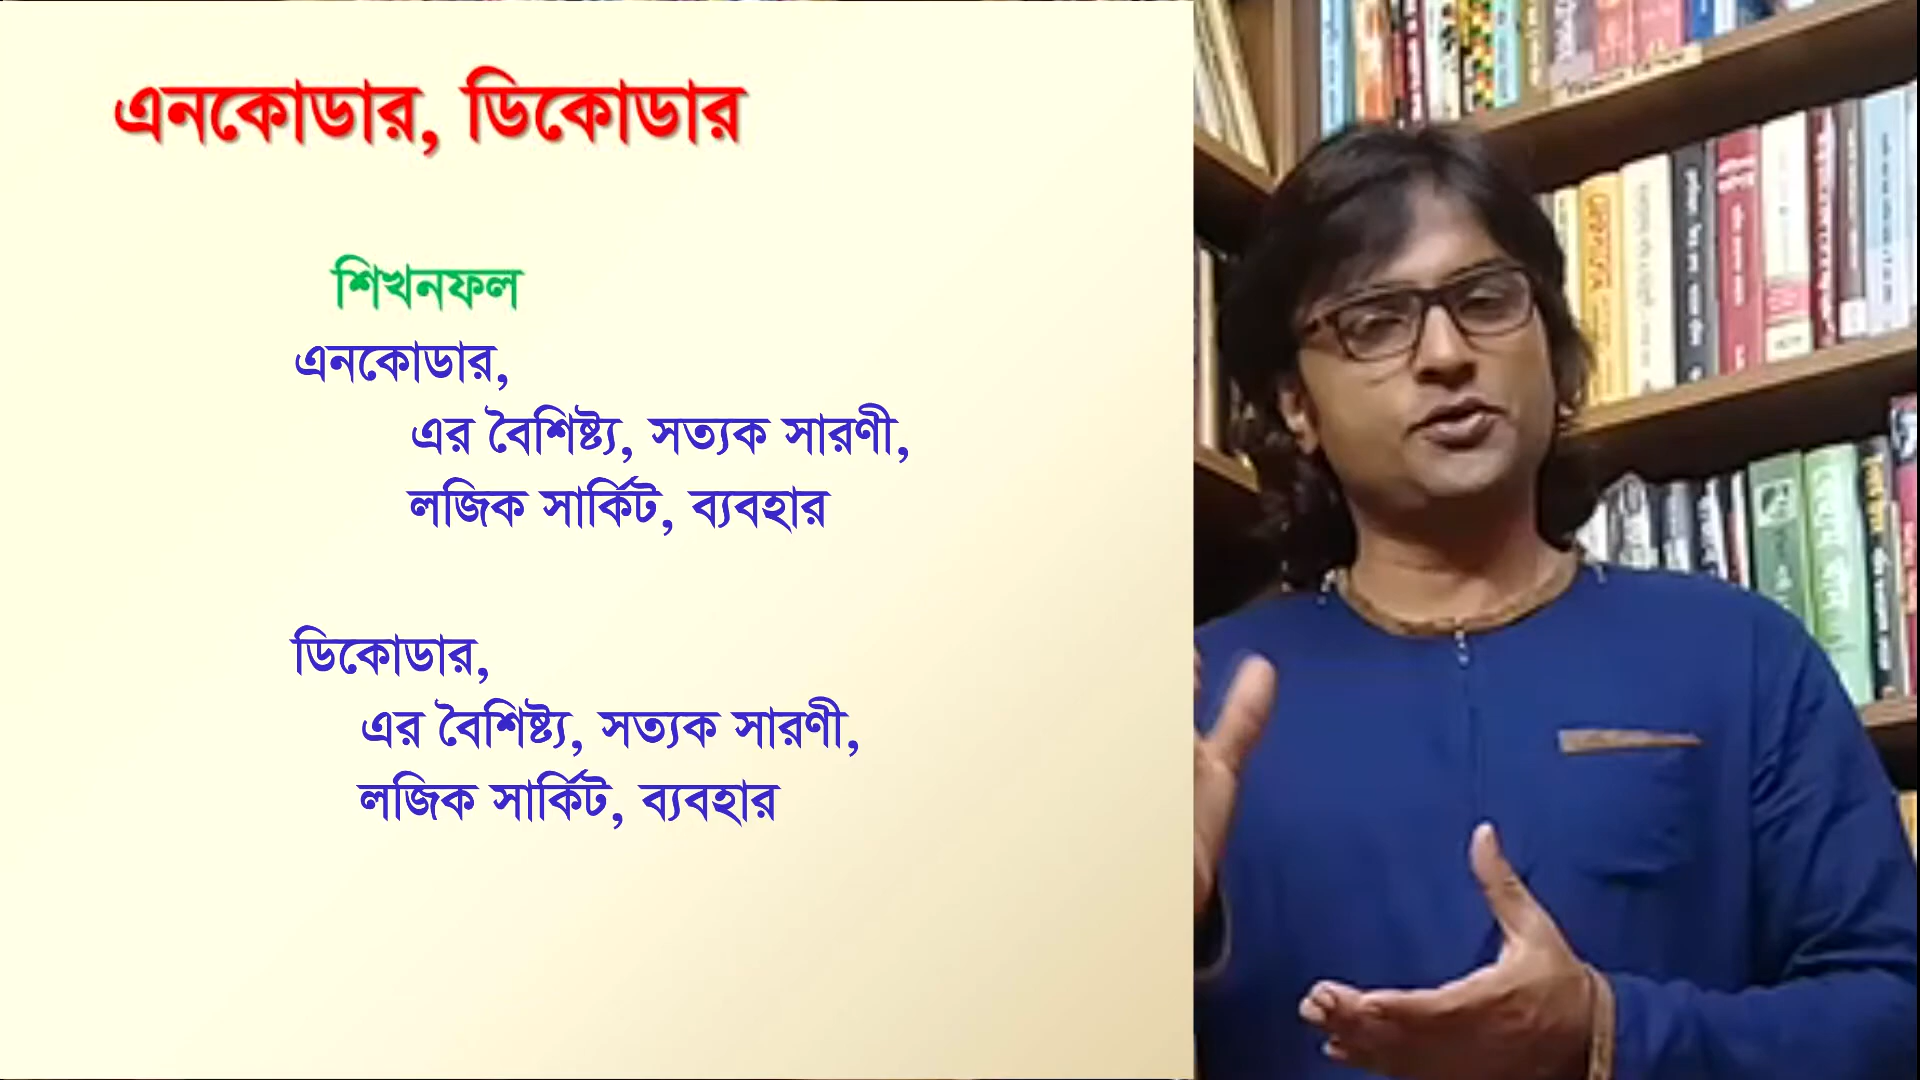 এনকোডার, ডিকোডার
শিখনফল
এনকোডার,
এর বৈশিষ্ট্য, সত্যক সারণী,
লজিক সার্কিট, ব্যবহার
ডিকোডার,
এর বৈশিষ্ট্য, সত্যক সারণী,
লজিক সার্কিট, ব্যবহার